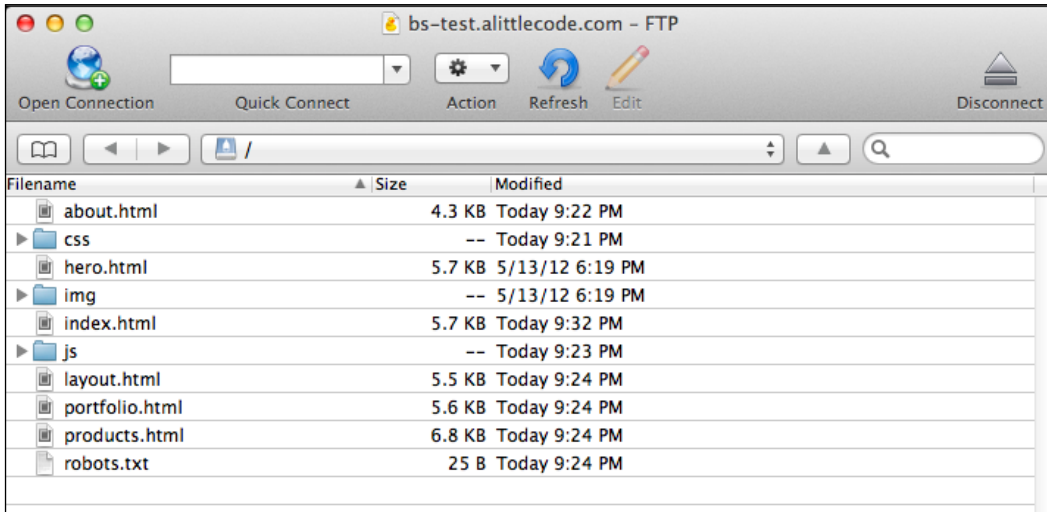 bs-test.alittlecode.com – FTP
Open Connection Quick Connect Action Refresh Edit Disconnect
/
Filename Size Modified
about.html 4.3 KB Today 9:22 PM
css -- Today 9:21 PM
hero.html 5.7 KB 5/13/12 6:19 PM
img -- 5/13/12 6:19 PM
index.html 5.7 KB Today 9:32 PM
js -- Today 9:23 PM
layout.html 5.5 KB Today 9:24 PM
portfolio.html 5.6 KB Today 9:24 PM
products.html 6.8 KB Today 9:24 PM
robots.txt 25 B Today 9:24 PM